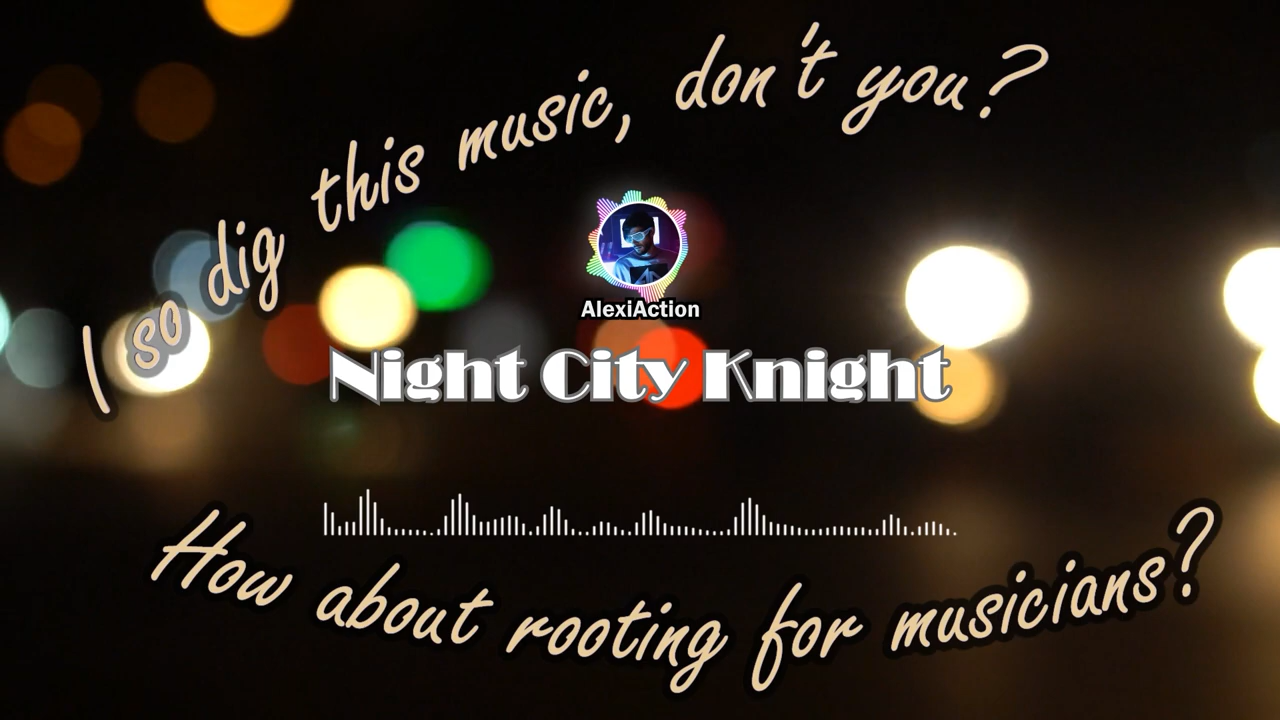 I so dig this music, don't you?
AlexiAction
Night City Knight
How about rooting for musicians?